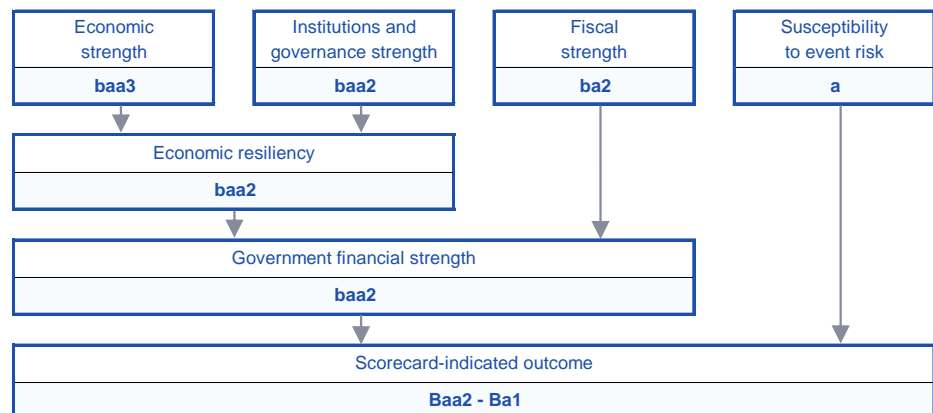 Economic
strength
baa3
Institutions and
governance strength
baa2
Fiscal
strength
ba2
Susceptibility
to event risk
a
Economic resiliency
baa2
Government financial strength
baa2
Scorecard-indicated outcome
Baa2 - Ba1